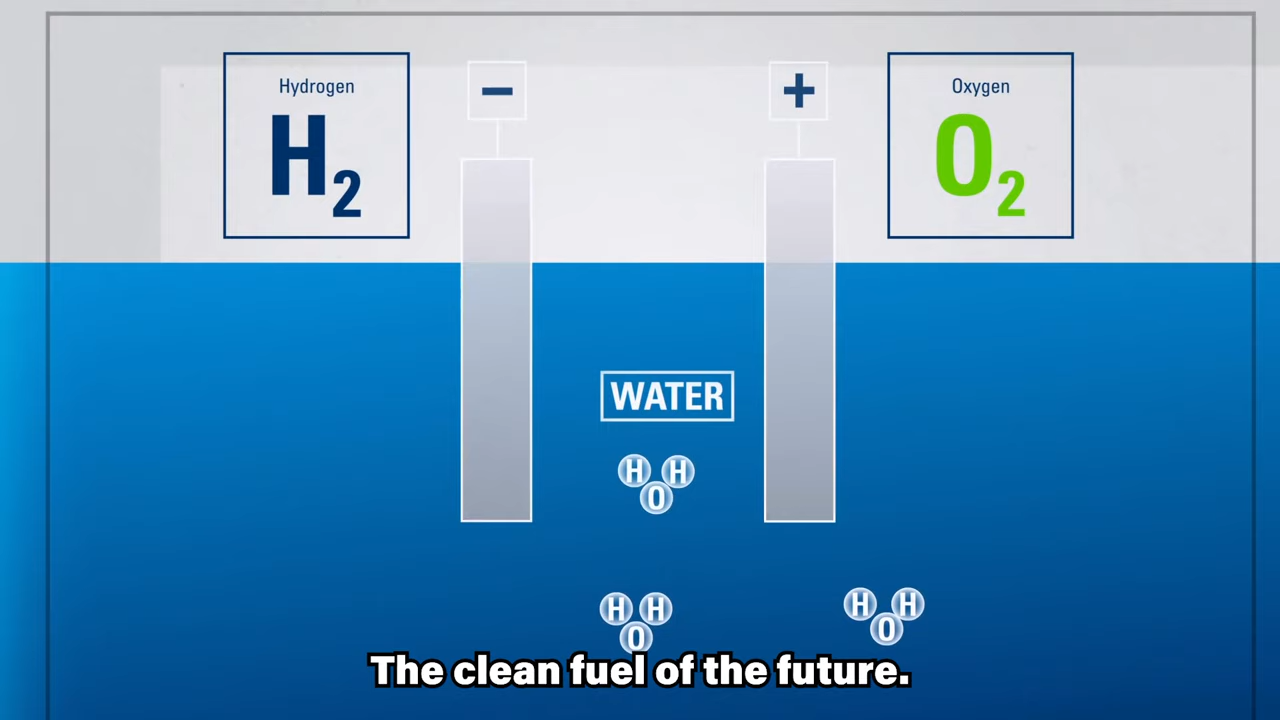 Hydrogen
H2
−
+
Oxygen
O2
WATER
H H
O
H H
O
H H
O
The clean fuel of the future.